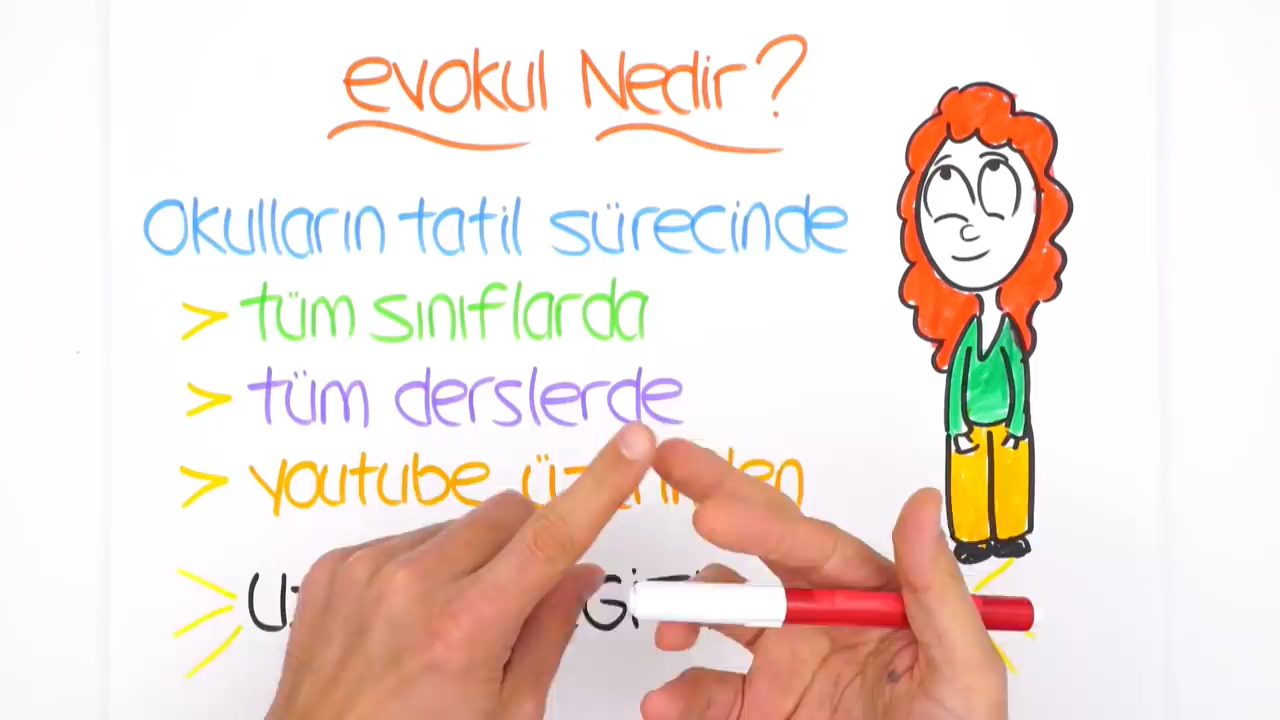 evokul Nedir?
Okulların tatil sürecinde
> tüm sınıflarda
> tüm derslerde
> youtube